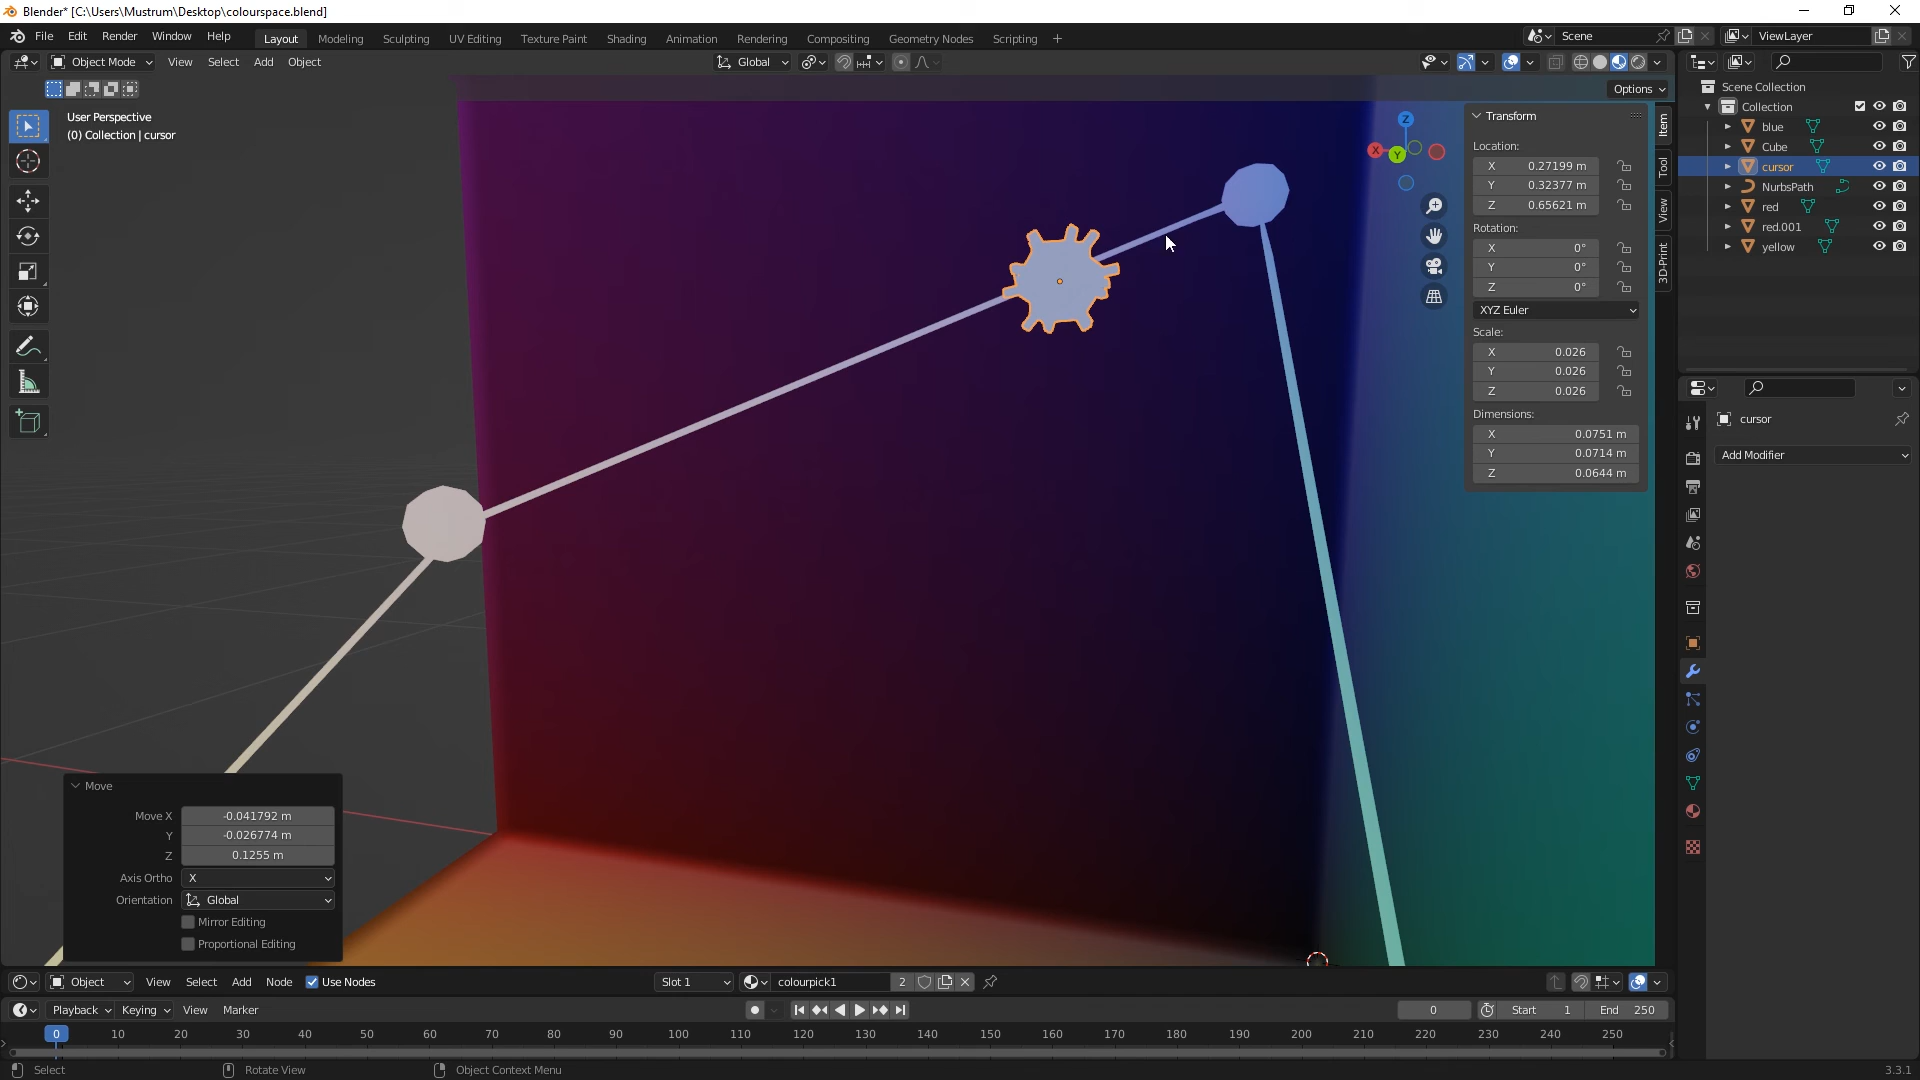 Blender* [C:\Users\Mustrum\Desktop\colourspace.blend]
File Edit Render Window Help Layout Modeling Sculpting UV Editing Texture Paint Shading Animation Rendering Compositing Geometry Nodes Scripting + Scene ViewLayer
Object Mode View Select Add Object Global
Options
User Perspective
(0) Collection | cursor
Z
X
Y
Transform
Location:
X 0.27199 m
Y 0.32377 m
Z 0.65621 m
Rotation:
X 0°
Y 0°
Z 0°
XYZ Euler
Scale:
X 0.026
Y 0.026
Z 0.026
Dimensions:
X 0.0751 m
Y 0.0714 m
Z 0.0644 m
Item
Tool
View
3D-Print
Scene Collection
Collection
blue
Cube
cursor
NurbsPath
red
red.001
yellow
cursor
Add Modifier
Move
Move X -0.041792 m
Y -0.026774 m
Z 0.1255 m
Axis Ortho X
Orientation Global
Mirror Editing
Proportional Editing
Object View Select Add Node Use Nodes Slot 1 colourpick1 2
Playback Keying View Marker 0 Start 1 End 250
0 10 20 30 40 50 60 70 80 90 100 110 120 130 140 150 160 170 180 190 200 210 220 230 240 250
Select Rotate View Object Context Menu 3.3.1